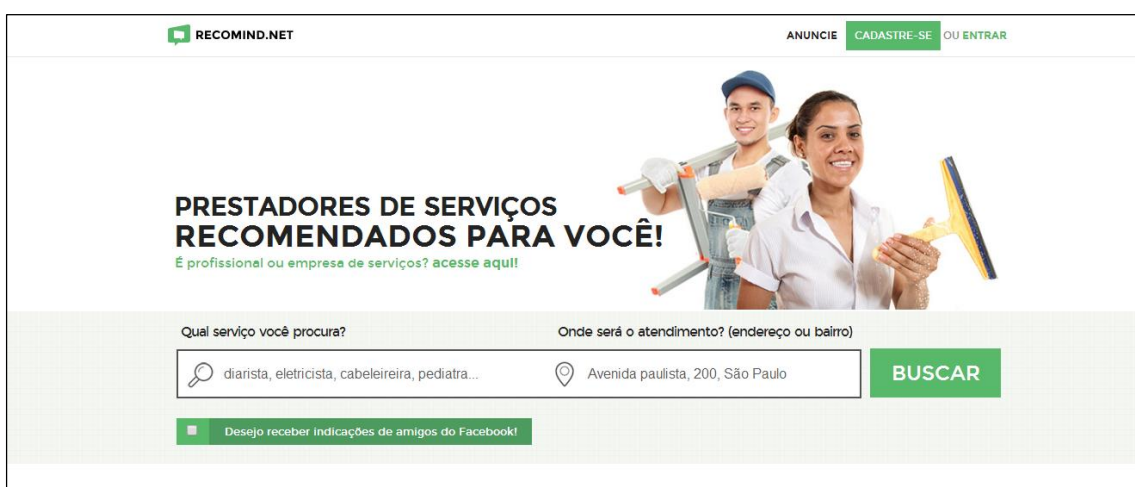 RECOMIND.NET
ANUNCIE CADASTRE-SE OU ENTRAR
PRESTADORES DE SERVIÇOS
RECOMENDADOS PARA VOCÊ!
É profissional ou empresa de serviços? acesse aqui!
Qual serviço você procura? Onde será o atendimento? (endereço ou bairro)
diarista, eletricista, cabeleireira, pediatra... Avenida paulista, 200, São Paulo BUSCAR
Desejo receber indicações de amigos do Facebook!